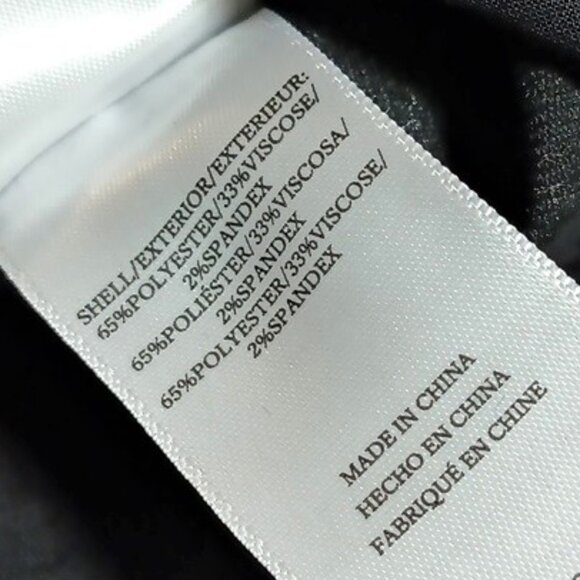 SHELL/EXTERIOR/EXTERIEUR:
65%POLYESTER/33%VISCOSE/
2%SPANDEX
65%POLIÉSTER/33%VISCOSA/
2%SPANDEX
65%POLYESTER/33%VISCOSE/
2%SPANDEX
MADE IN CHINA
HECHO EN CHINA
FABRIQUÉ EN CHINE